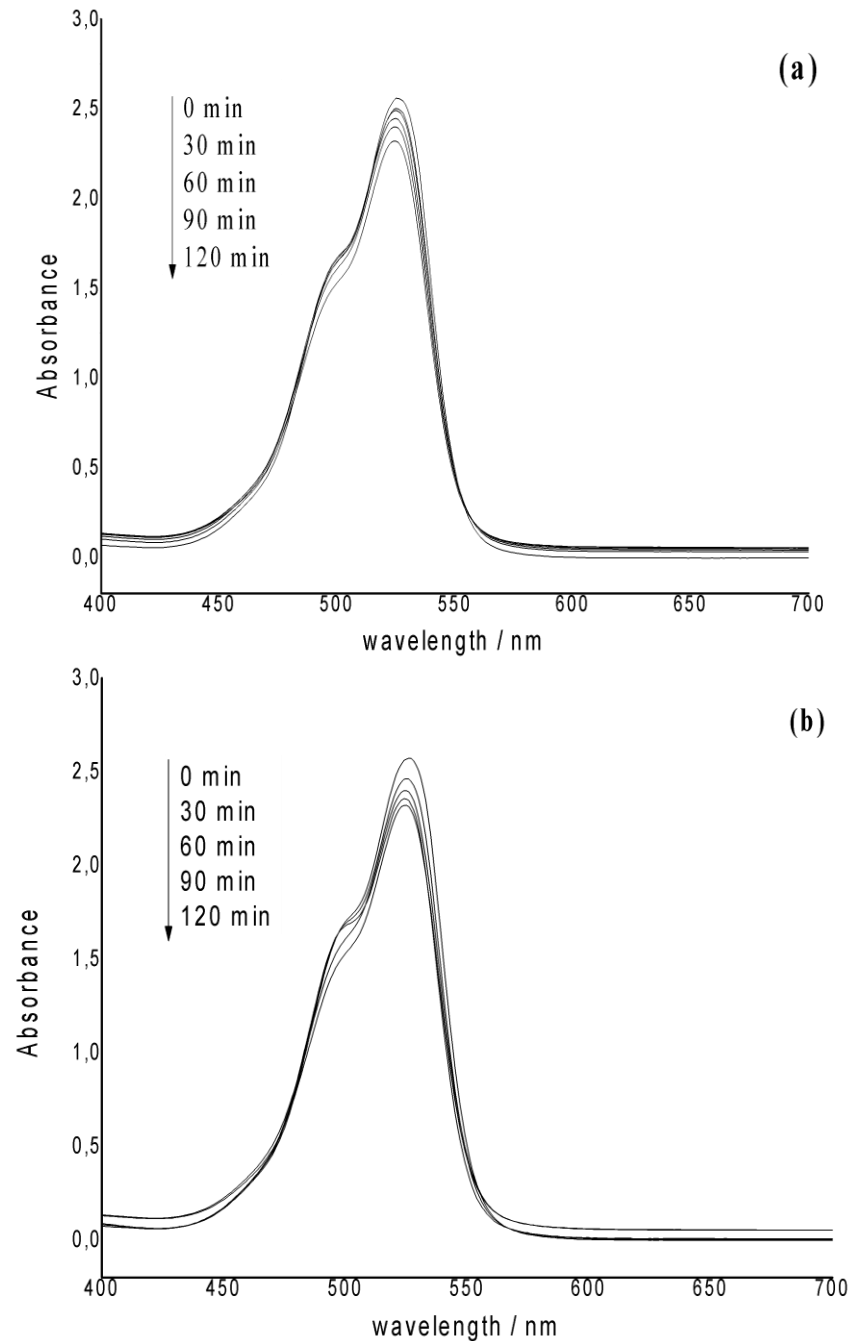 (a)
3,0
2,5
2,0
1,5
1,0
0,5
0,0
Absorbance
0 min
30 min
60 min
90 min
120 min
400 450 500 550 600 650 700
wavelength / nm
(b)
3,0
2,5
2,0
1,5
1,0
0,5
0,0
Absorbance
0 min
30 min
60 min
90 min
120 min
400 450 500 550 600 650 700
wavelength / nm